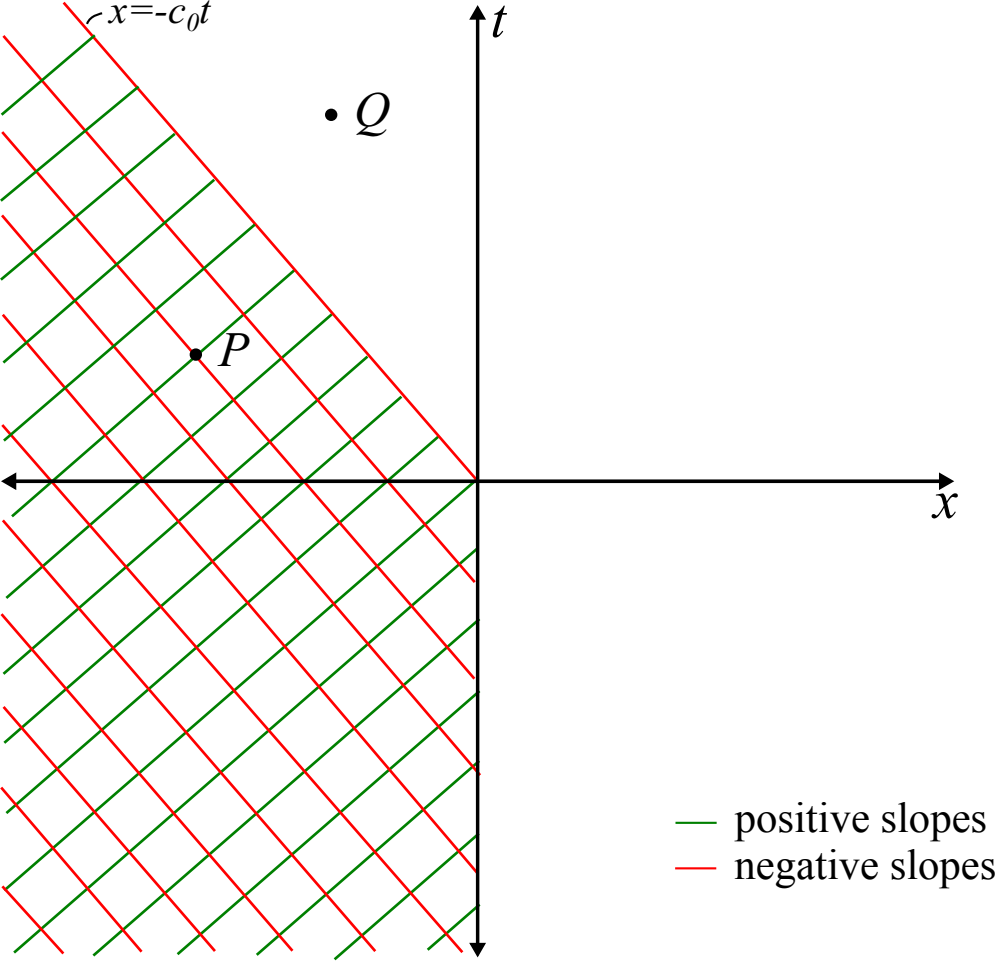 x=-c₀t
t
Q
P
x
positive slopes
negative slopes